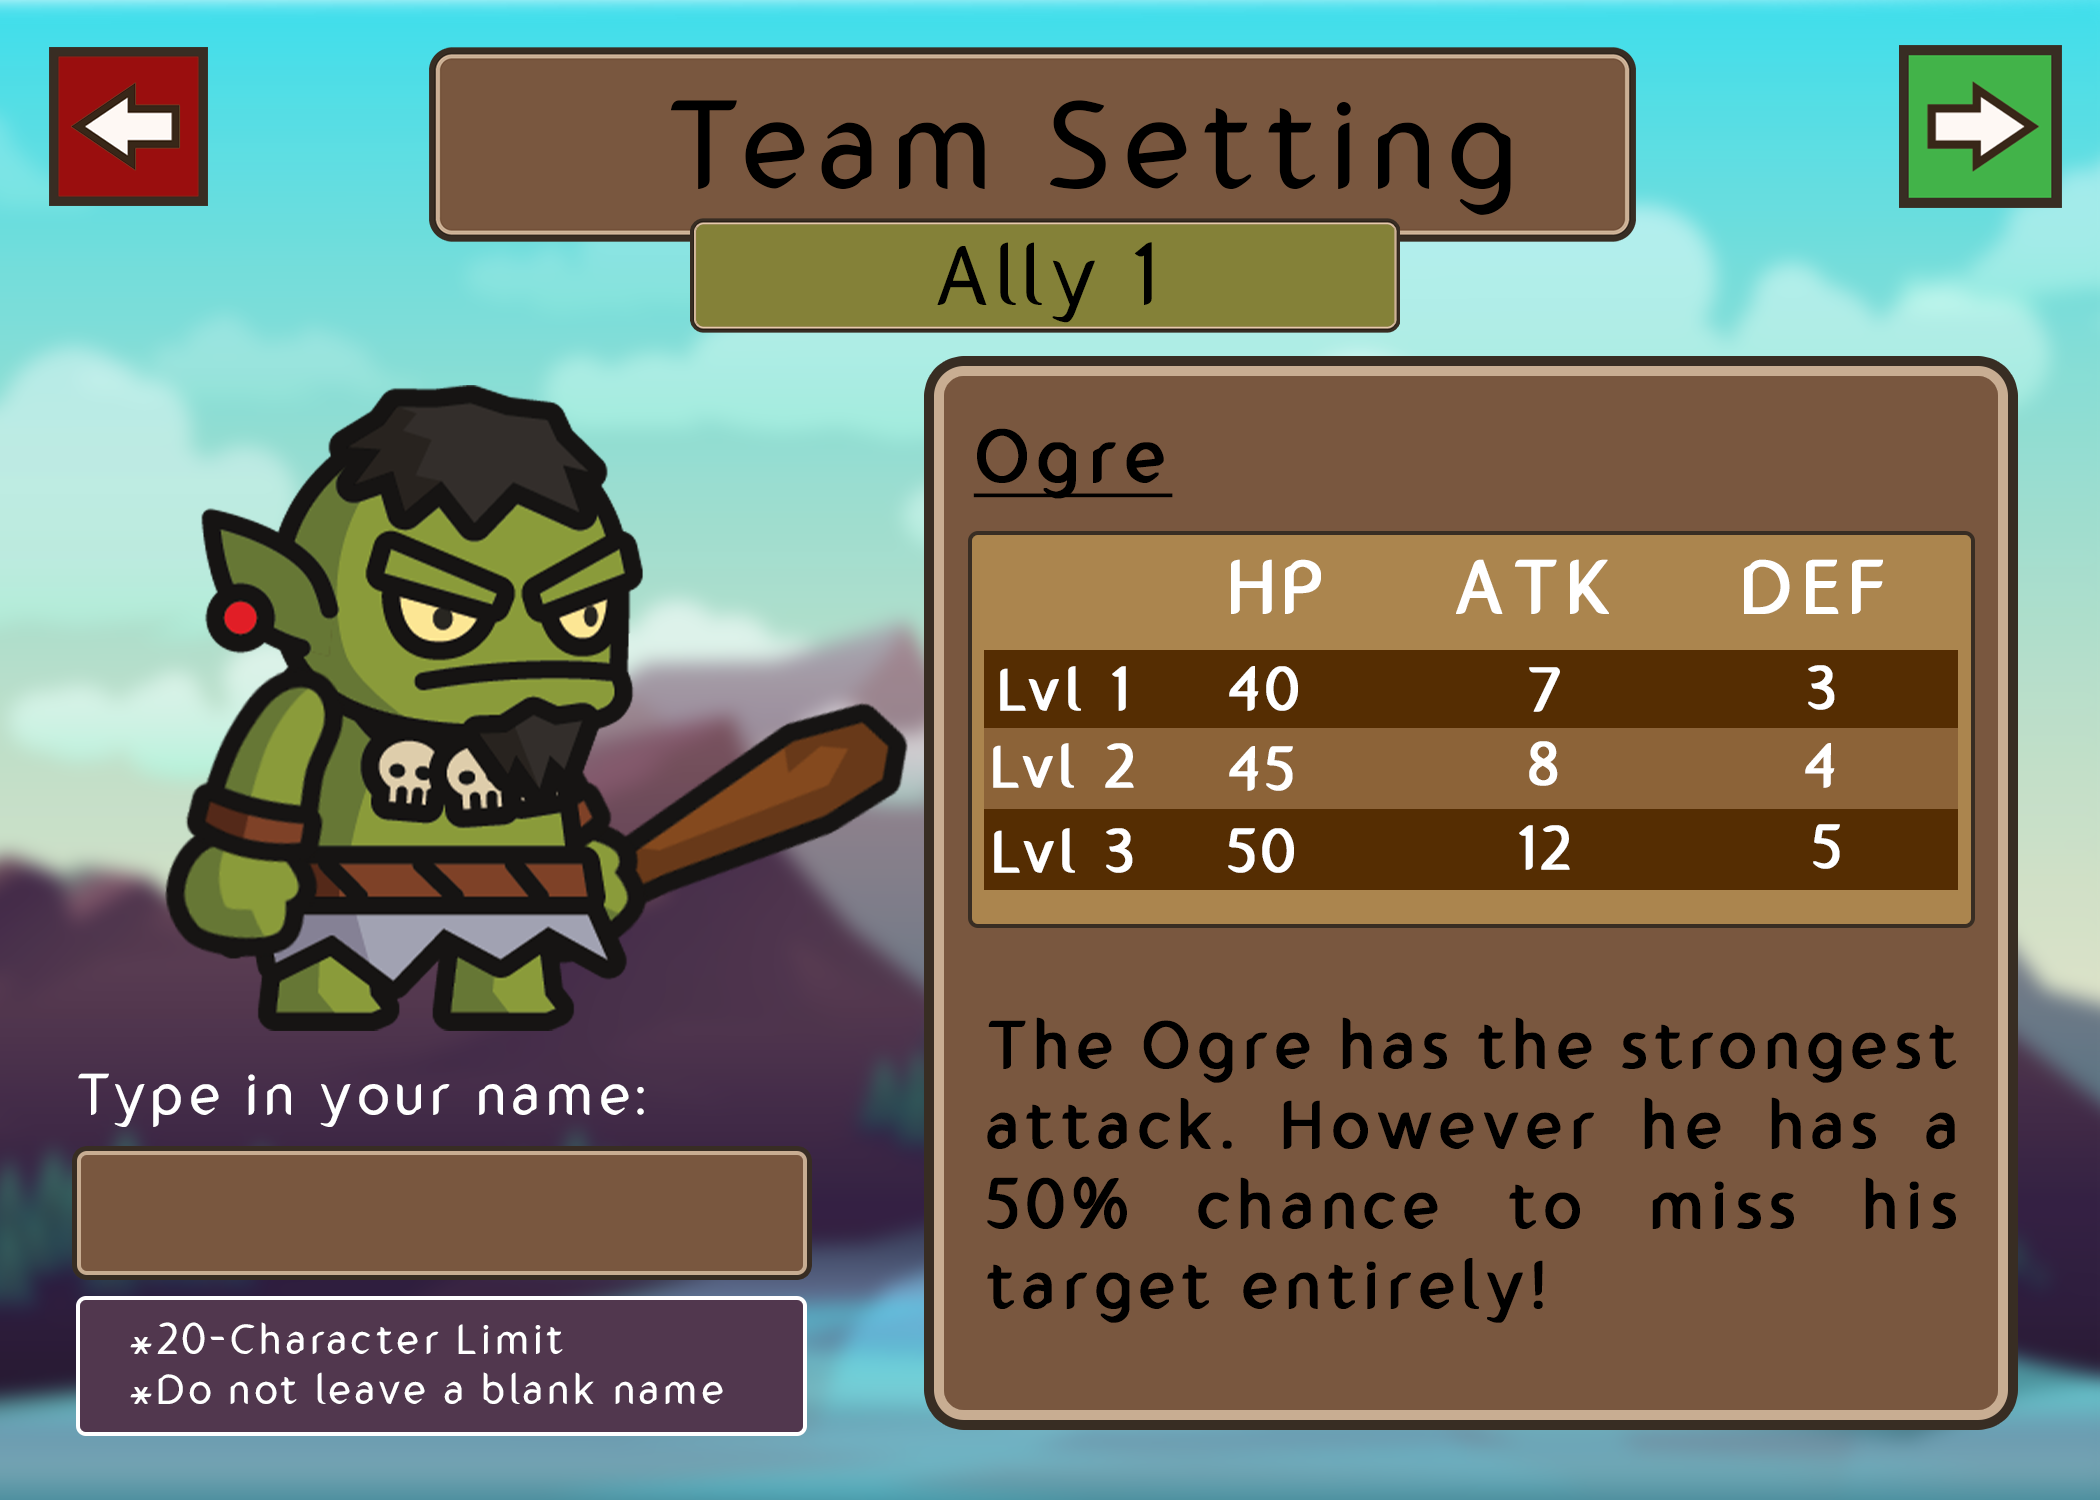 Team Setting
Ally 1
Ogre
HP ATK DEF
Lvl 1 40 7 3
Lvl 2 45 8 4
Lvl 3 50 12 5
The Ogre has the strongest
attack. However he has a
50% chance to miss his
target entirely!
Type in your name:
*20-Character Limit
*Do not leave a blank name